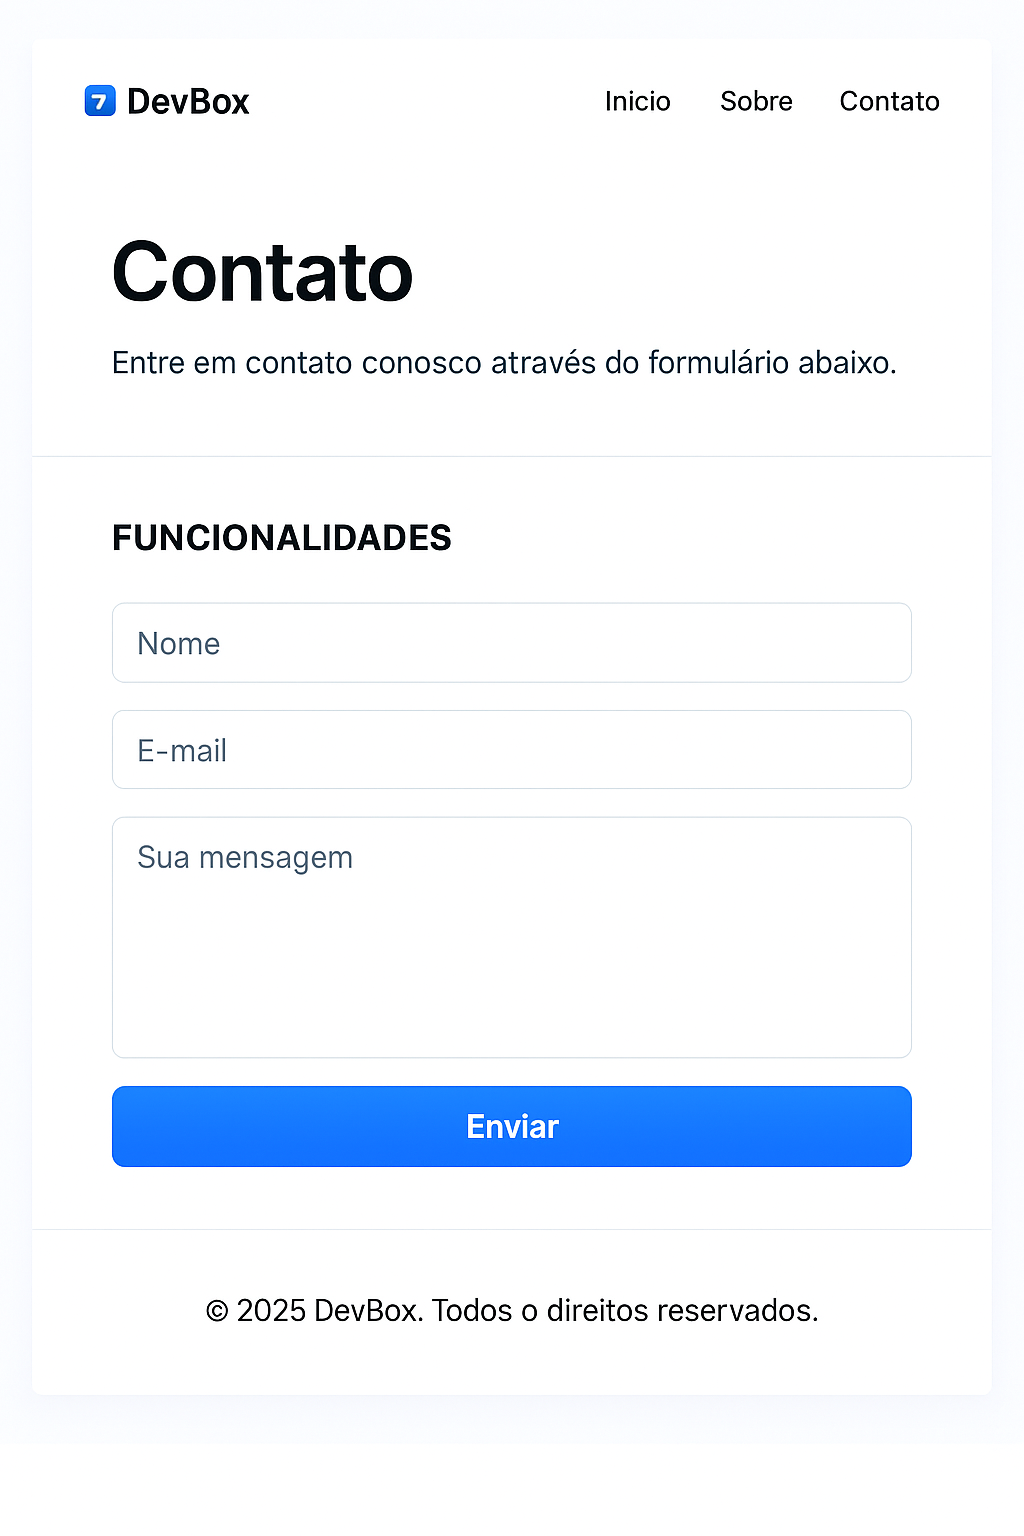 7 DevBox Inicio Sobre Contato
Contato
Entre em contato conosco através do formulário abaixo.
FUNCIONALIDADES
Nome
E-mail
Sua mensagem
Enviar
© 2025 DevBox. Todos o direitos reservados.